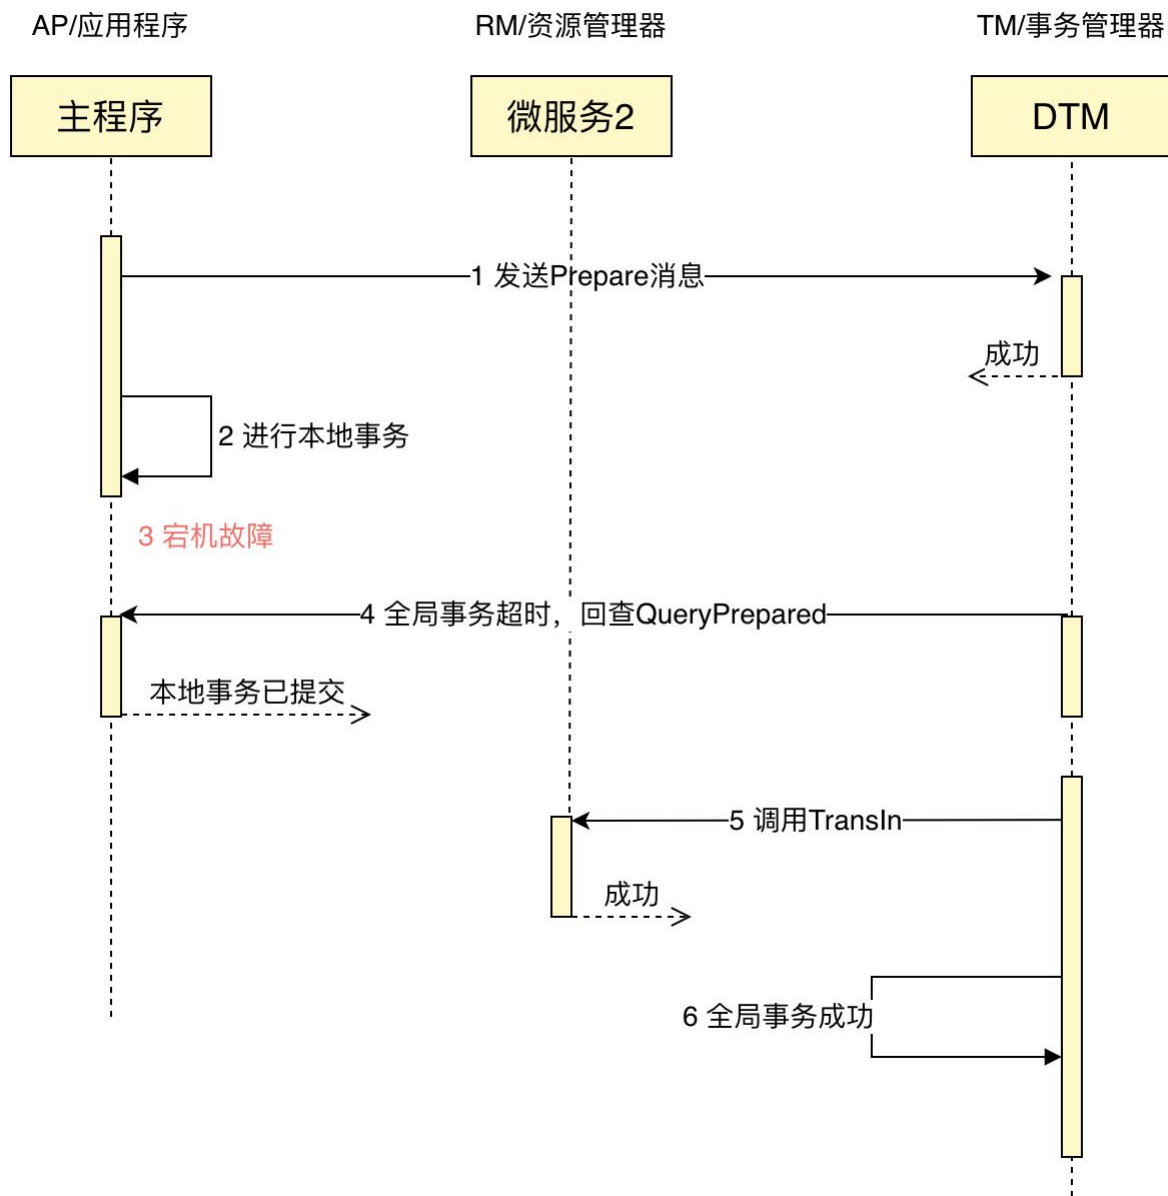 AP/应用程序
RM/资源管理器
TM/事务管理器
主程序
微服务2
DTM
1 发送Prepare消息
成功
2 进行本地事务
3 宕机故障
4 全局事务超时，回查QueryPrepared
本地事务已提交
5 调用TransIn
成功
6 全局事务成功